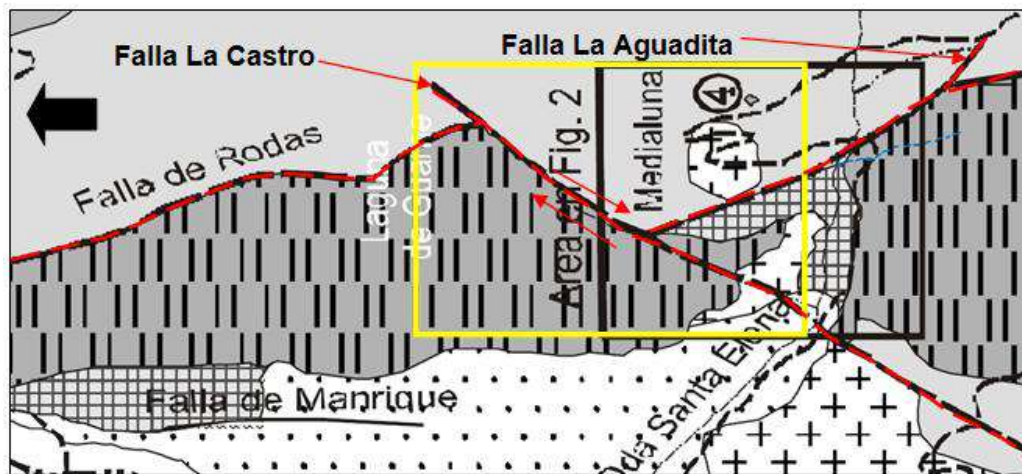 Falla La Castro
Falla La Aguadita
Falla de Rodas
Laguna
de Guarne
Area en Fig. 2
Medialuna
4
Falla de Manrique
Qda Santa Elena